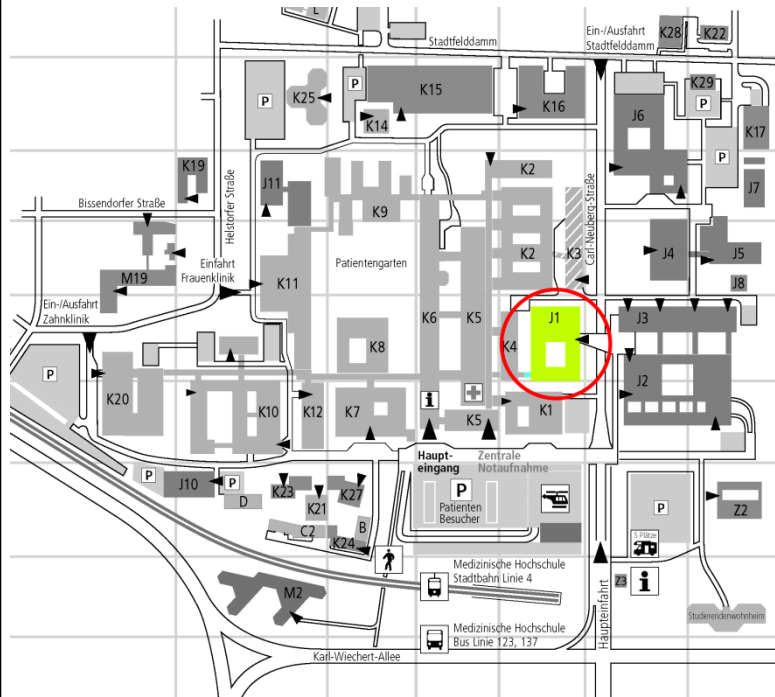 L
Stadtfelddamm
Ein-/Ausfahrt
Stadtfelddamm
K28
K22
K25
P
P
K15
K14
K16
K29
P
J6
K17
P
K19
J11
K9
K2
J7
Bissendorfer Straße
Helstorfer Straße
Patientengarten
K2
K3
Carl-Neuberg-Straße
J4
J5
J8
M19
Einfahrt
Frauenklinik
K11
Ein-/Ausfahrt
Zahnklinik
K6
K5
K4
J1
J3
K8
J2
P
K20
K10
K12
K7
i
K5
K1
Haupt-
eingang
Zentrale
Notaufnahme
P
J10
P
D
K23
K21
K27
C2
B
K24
P
Patienten
Besucher
P
Z2
5 Plätze
Medizinische Hochschule
Stadtbahn Linie 4
Z3
i
M2
Haupteinfahrt
Studierendenwohnheim
Medizinische Hochschule
Bus Linie 123, 137
Karl-Wiechert-Allee